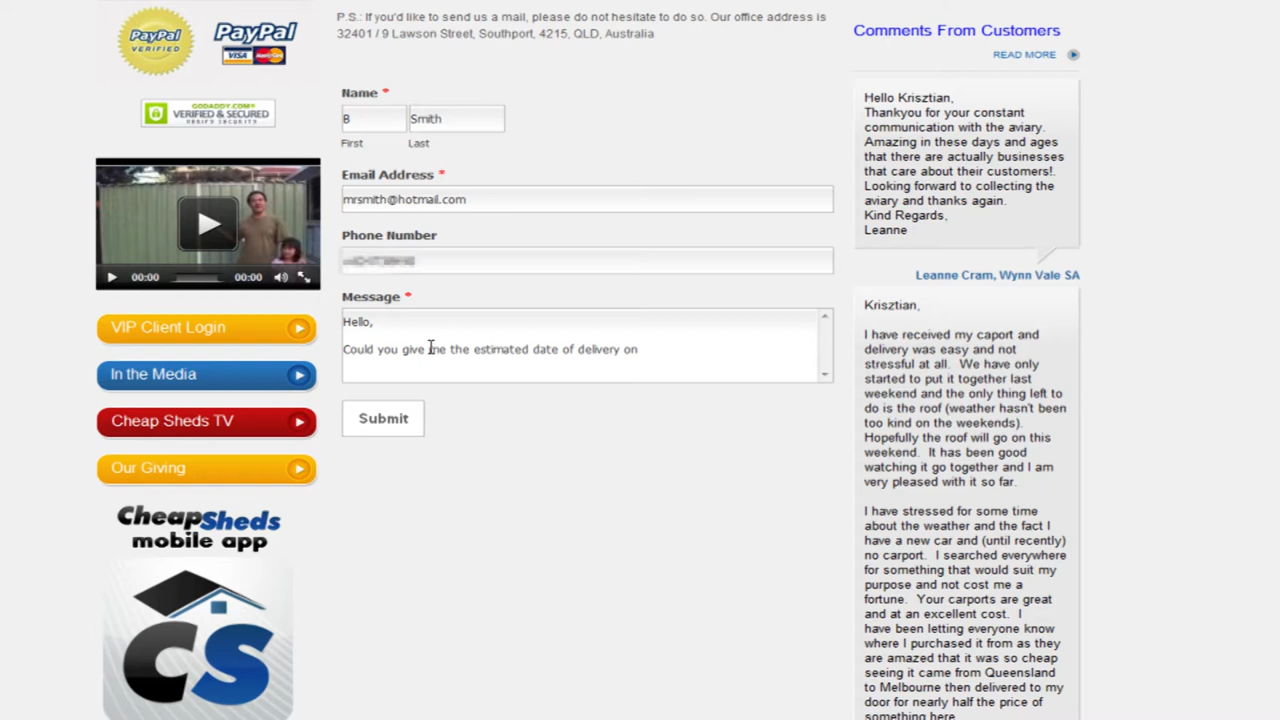 PayPal
VERIFIED
PayPal
VISA MasterCard
GODADDY.COM®
VERIFIED & SECURED
VERIFY SECURITY
00:00
00:00
VIP Client Login
In the Media
Cheap Sheds TV
Our Giving
CheapSheds
mobile app
CS
P.S.: If you'd like to send us a mail, please do not hesitate to do so. Our office address is
32401 / 9 Lawson Street, Southport, 4215, QLD, Australia
Name *
B Smith
First Last
Email Address *
mrsmith@hotmail.com
Phone Number
Message *
Hello,
Could you give me the estimated date of delivery on
Submit
Comments From Customers
READ MORE
Hello Krisztian,
Thankyou for your constant
communication with the aviary.
Amazing in these days and ages
that there are actually businesses
that care about their customers!.
Looking forward to collecting the
aviary and thanks again.
Kind Regards,
Leanne
Leanne Cram, Wynn Vale SA
Krisztian,
I have received my caport and
delivery was easy and not
stressful at all. We have only
started to put it together last
weekend and the only thing left to
do is the roof (weather hasn't been
too kind on the weekends).
Hopefully the roof will go on this
weekend. It has been good
watching it go together and I am
very pleased with it so far.
I have stressed for some time
about the weather and the fact I
have a new car and (until recently)
no carport. I searched everywhere
for something that would suit my
purpose and not cost me a
fortune. Your carports are great
and at an excellent cost. I
have been letting everyone know
where I purchased it from as they
are amazed that it was so cheap
seeing it came from Queensland
to Melbourne then delivered to my
door for nearly half the price of
something here.